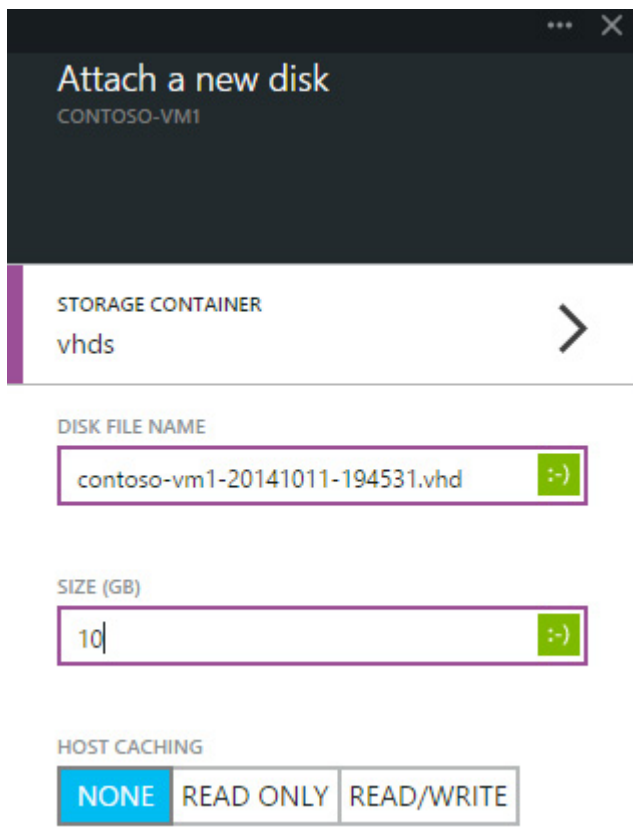 Attach a new disk
CONTOSO-VM1
STORAGE CONTAINER
vhds
DISK FILE NAME
contoso-vm1-20141011-194531.vhd :-)
SIZE (GB)
10 :-)
HOST CACHING
NONE READ ONLY READ/WRITE